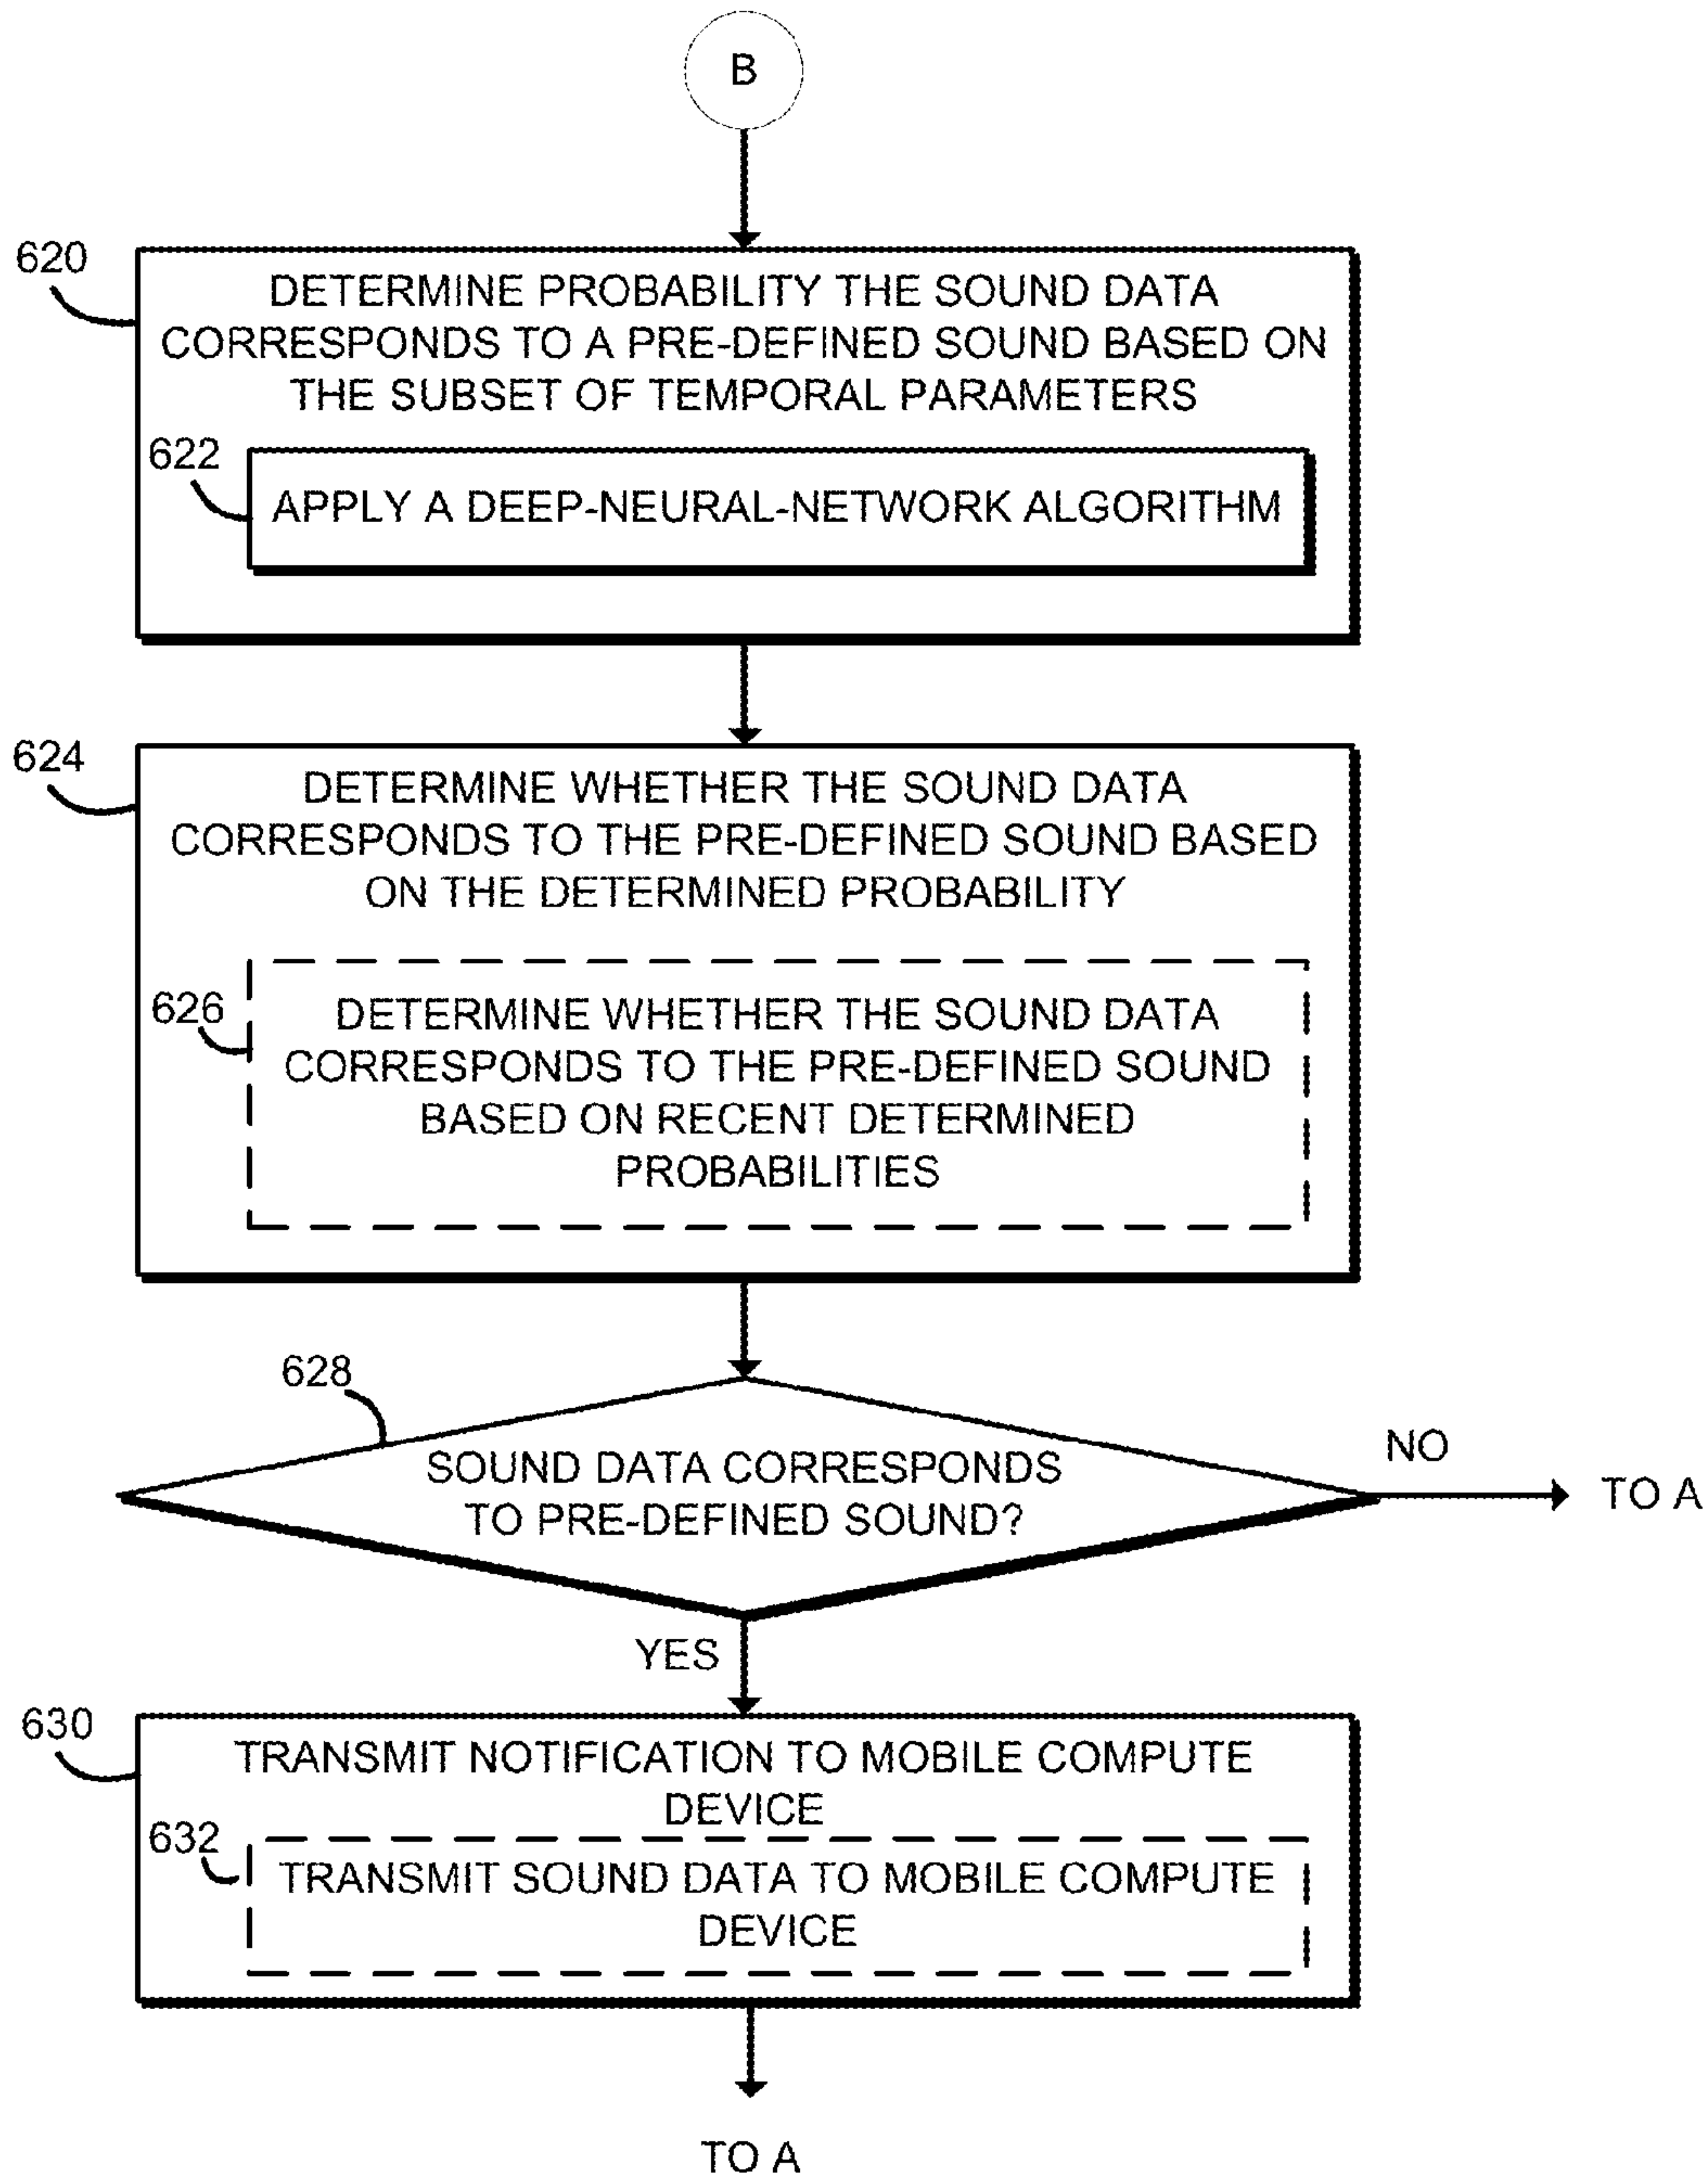 B
620
DETERMINE PROBABILITY THE SOUND DATA
CORRESPONDS TO A PRE-DEFINED SOUND BASED ON
THE SUBSET OF TEMPORAL PARAMETERS
622
APPLY A DEEP-NEURAL-NETWORK ALGORITHM
624
DETERMINE WHETHER THE SOUND DATA
CORRESPONDS TO THE PRE-DEFINED SOUND BASED
ON THE DETERMINED PROBABILITY
626
DETERMINE WHETHER THE SOUND DATA
CORRESPONDS TO THE PRE-DEFINED SOUND
BASED ON RECENT DETERMINED
PROBABILITIES
628
SOUND DATA CORRESPONDS
TO PRE-DEFINED SOUND?
NO
TO A
YES
630
TRANSMIT NOTIFICATION TO MOBILE COMPUTE
DEVICE
632
TRANSMIT SOUND DATA TO MOBILE COMPUTE
DEVICE
TO A